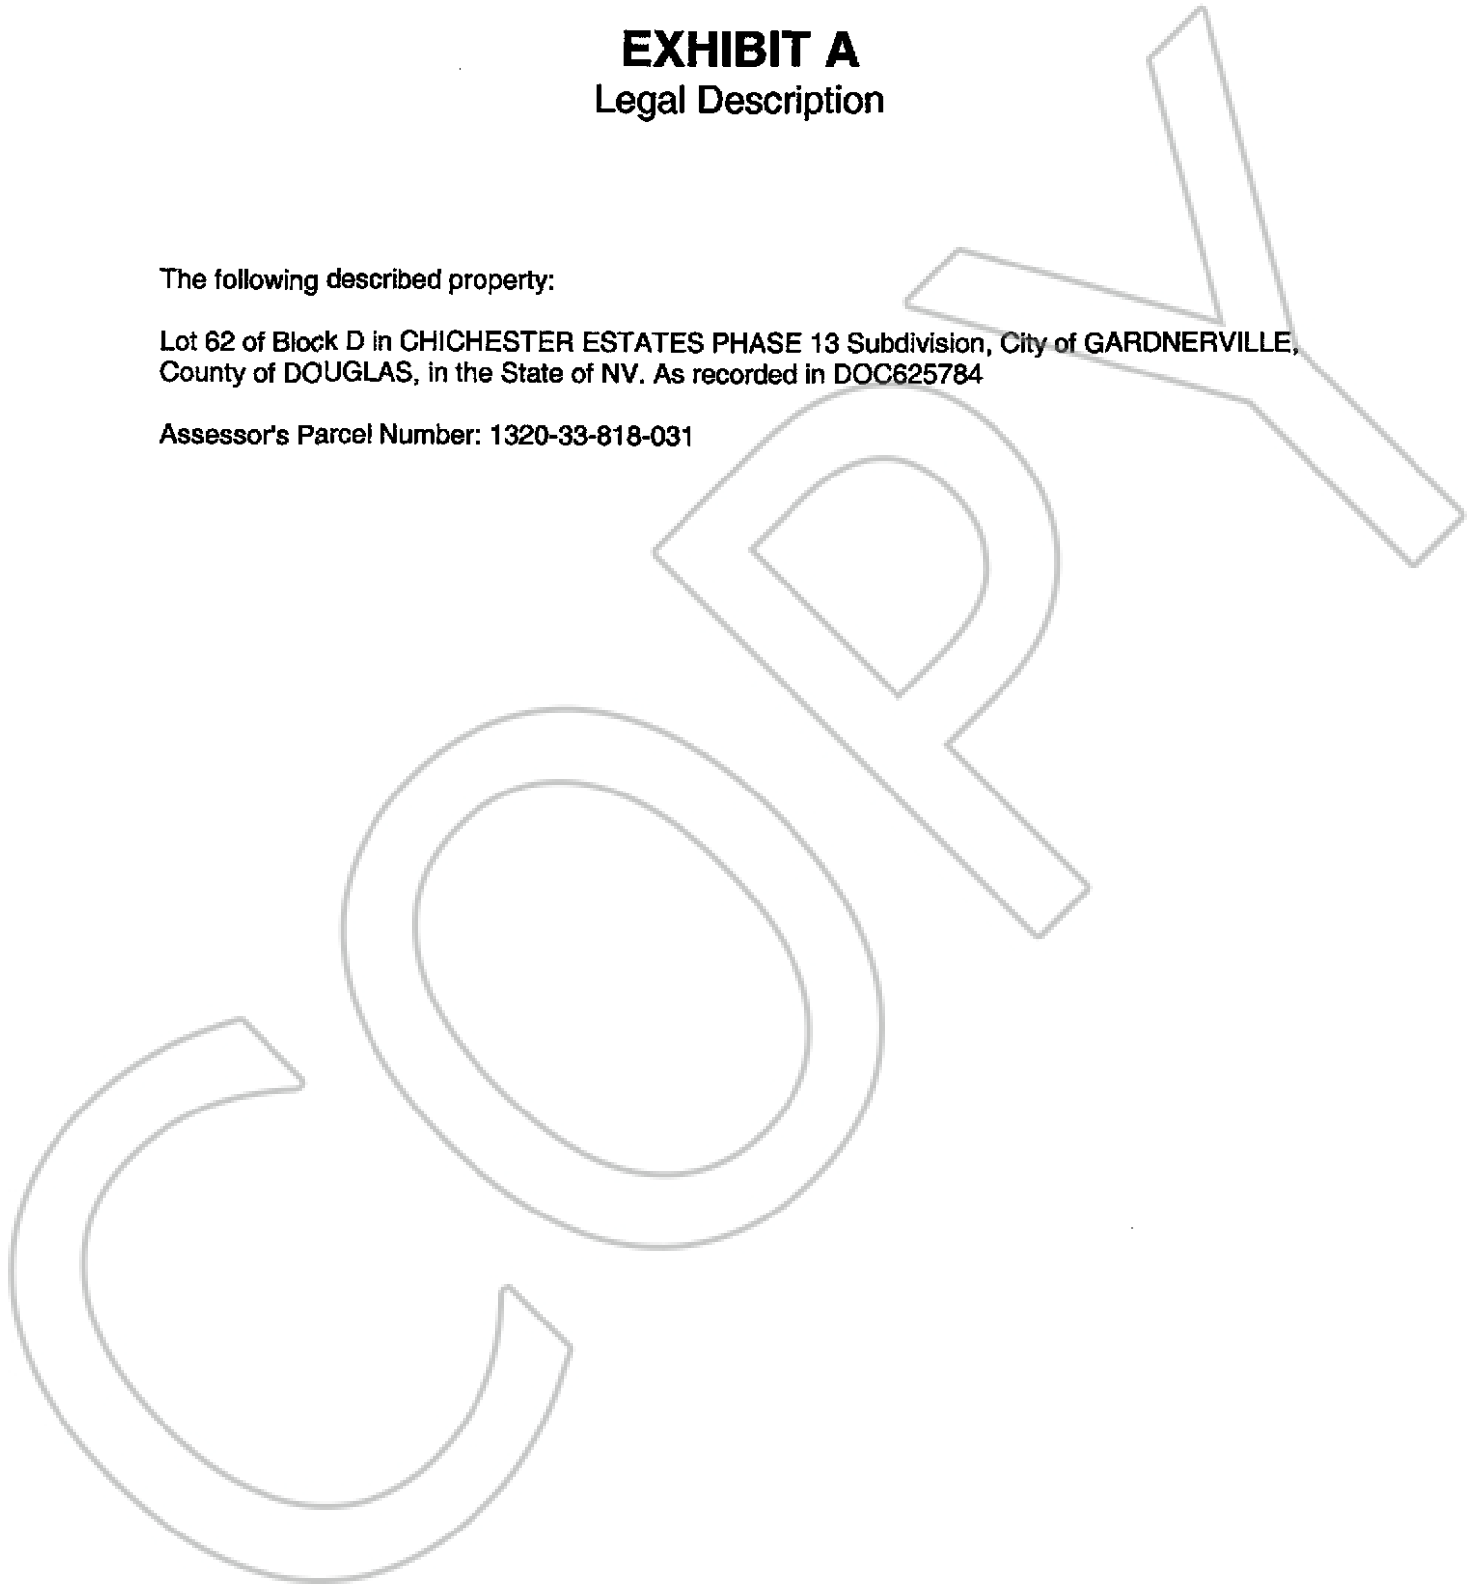 EXHIBIT A
Legal Description
The following described property:
Lot 62 of Block D in CHICHESTER ESTATES PHASE 13 Subdivision, City of GARDNERVILLE,
County of DOUGLAS, in the State of NV. As recorded in DOC625784
Assessor's Parcel Number: 1320-33-818-031
COPY